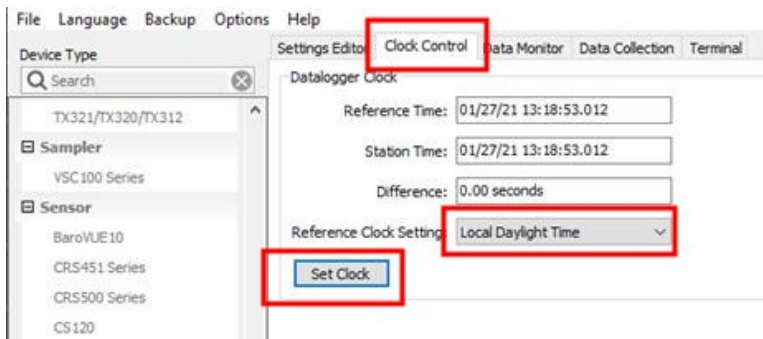 File Language Backup Options Help
Device Type
Search
TX321/TX320/TX312
Sampler
VSC100 Series
Sensor
BaroVUE10
CRS451 Series
CRS500 Series
CS120
Settings Editor Clock Control Data Monitor Data Collection Terminal
Datalogger Clock
Reference Time: 01/27/21 13:18:53.012
Station Time: 01/27/21 13:18:53.012
Difference: 0.00 seconds
Reference Clock Setting Local Daylight Time
Set Clock